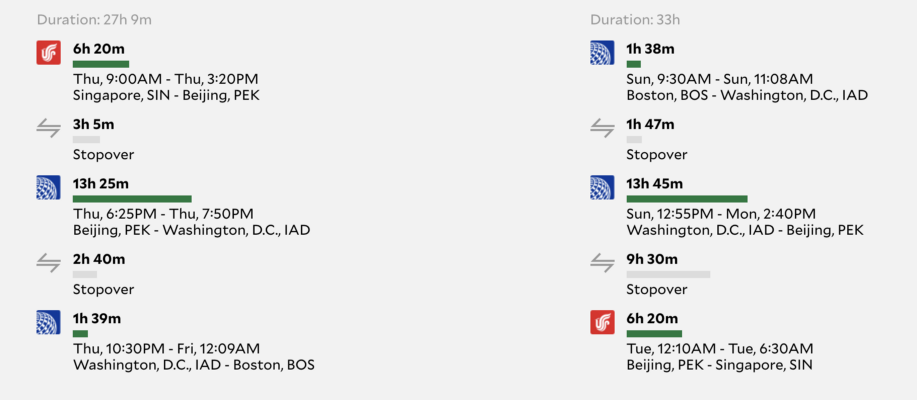 Duration: 27h 9m
6h 20m
Thu, 9:00AM - Thu, 3:20PM
Singapore, SIN - Beijing, PEK
3h 5m
Stopover
13h 25m
Thu, 6:25PM - Thu, 7:50PM
Beijing, PEK - Washington, D.C., IAD
2h 40m
Stopover
1h 39m
Thu, 10:30PM - Fri, 12:09AM
Washington, D.C., IAD - Boston, BOS
Duration: 33h
1h 38m
Sun, 9:30AM - Sun, 11:08AM
Boston, BOS - Washington, D.C., IAD
1h 47m
Stopover
13h 45m
Sun, 12:55PM - Mon, 2:40PM
Washington, D.C., IAD - Beijing, PEK
9h 30m
Stopover
6h 20m
Tue, 12:10AM - Tue, 6:30AM
Beijing, PEK - Singapore, SIN